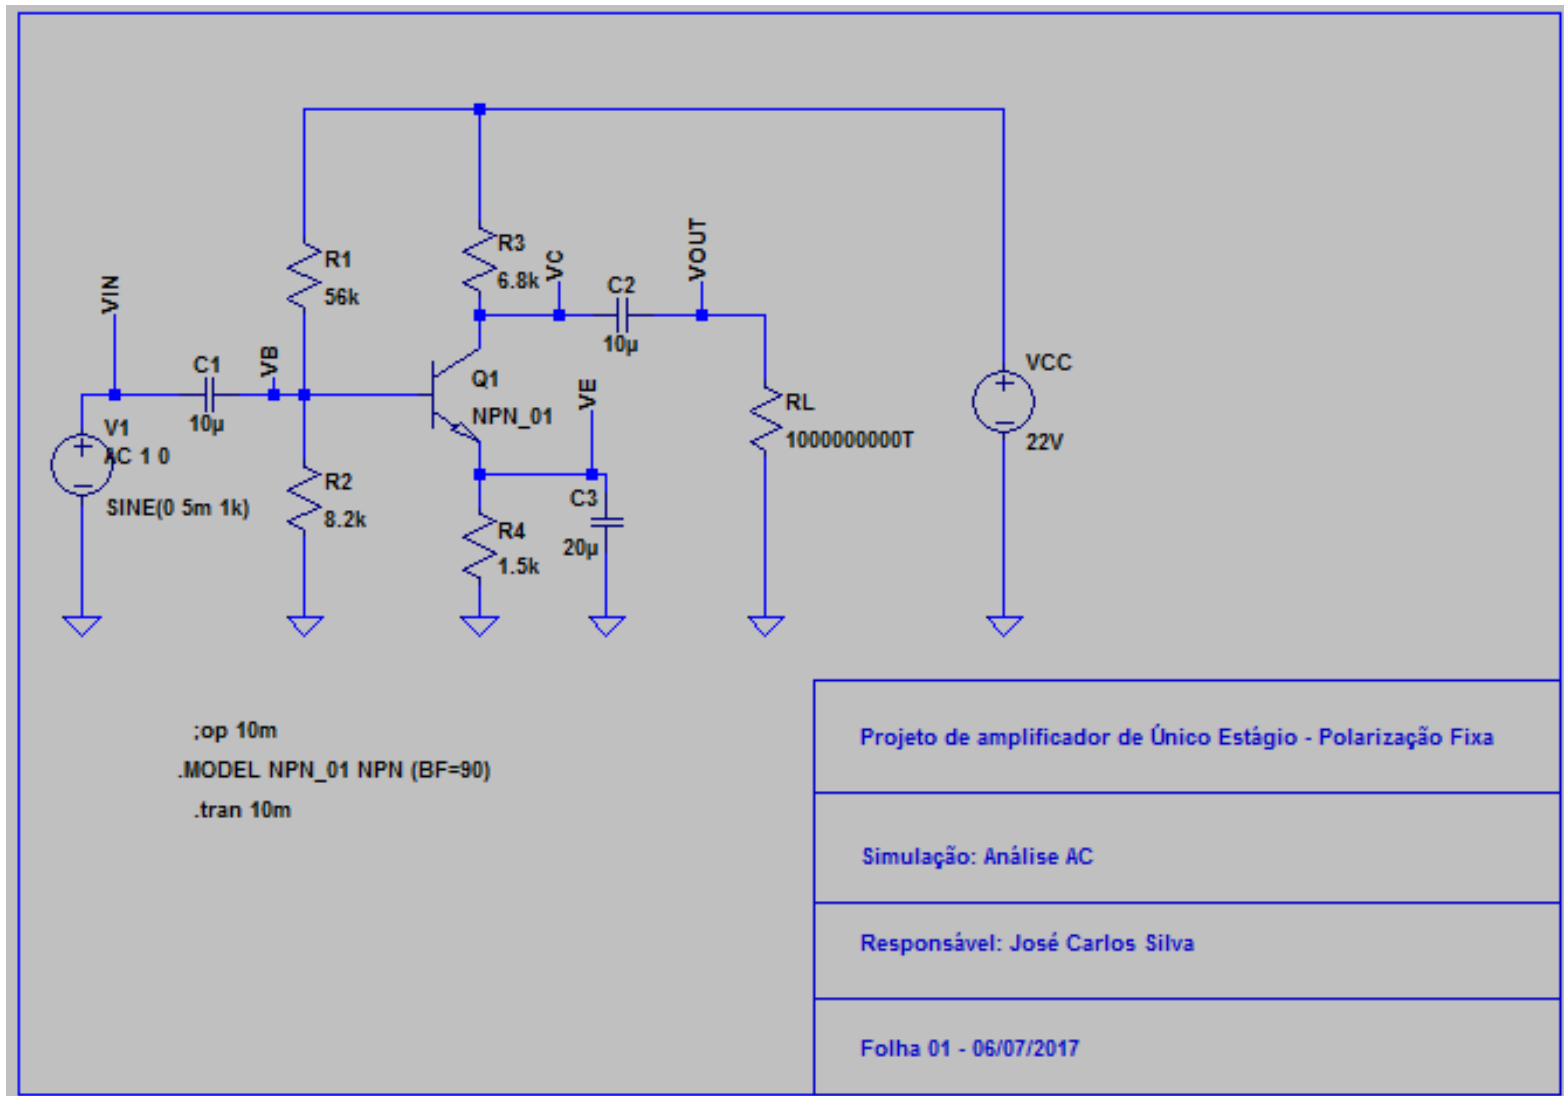 VIN
V1
AC 1 0
SINE(0 5m 1k)
C1
10µ
VB
R1
56k
R2
8.2k
R3
6.8k
VC
C2
10µ
VOUT
Q1
NPN_01
VE
R4
1.5k
C3
20µ
RL
1000000000T
VCC
22V
;op 10m
.MODEL NPN_01 NPN (BF=90)
.tran 10m
Projeto de amplificador de Único Estágio - Polarização Fixa
Simulação: Análise AC
Responsável: José Carlos Silva
Folha 01 - 06/07/2017